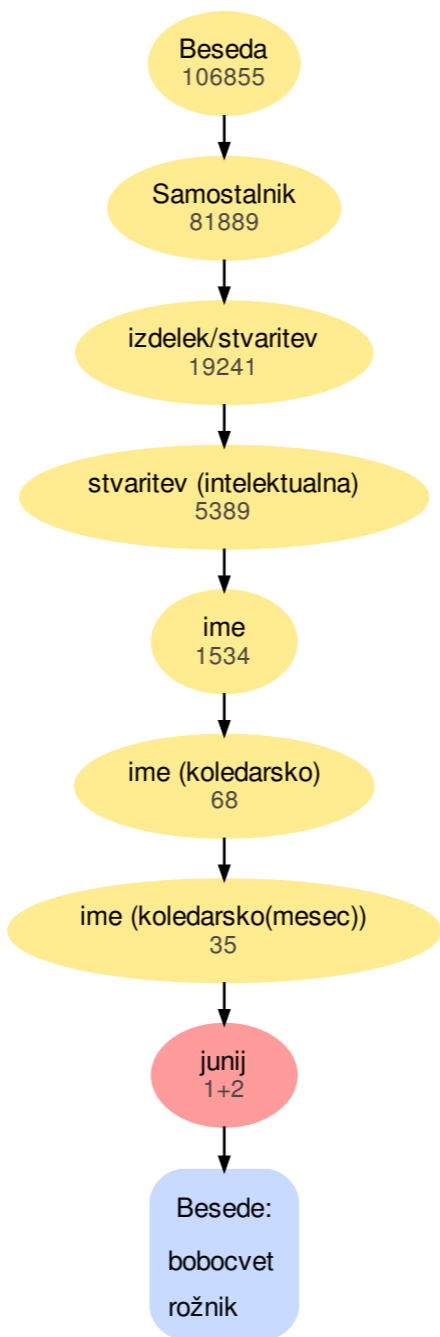 Beseda
106855
Samostalnik
81889
izdelek/stvaritev
19241
stvaritev (intelektualna)
5389
ime
1534
ime (koledarsko)
68
ime (koledarsko(mesec))
35
junij
1+2
Besede:
bobocvet
rožnik